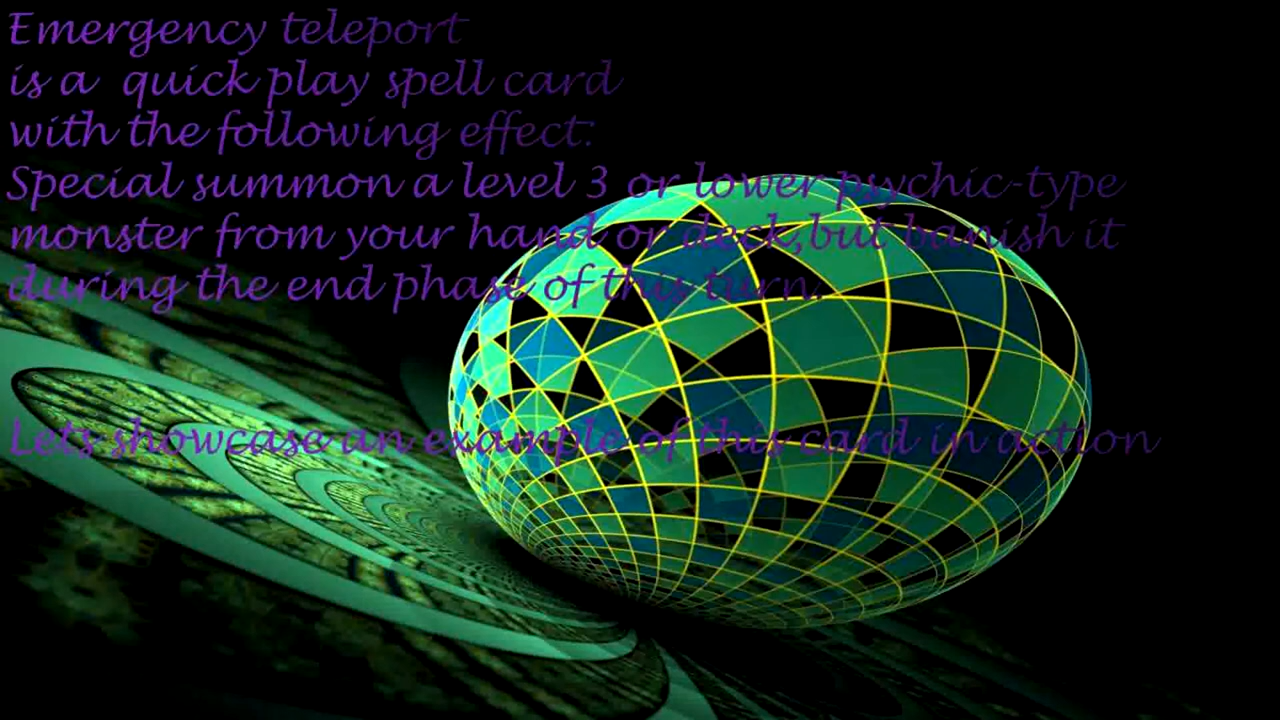 Emergency teleport
is a quick play spell card
with the following effect:
Special summon a level 3 or lower psychic-type
monster from your hand or deck,but banish it
during the end phase of this turn.
Lets showcase an example of this card in action